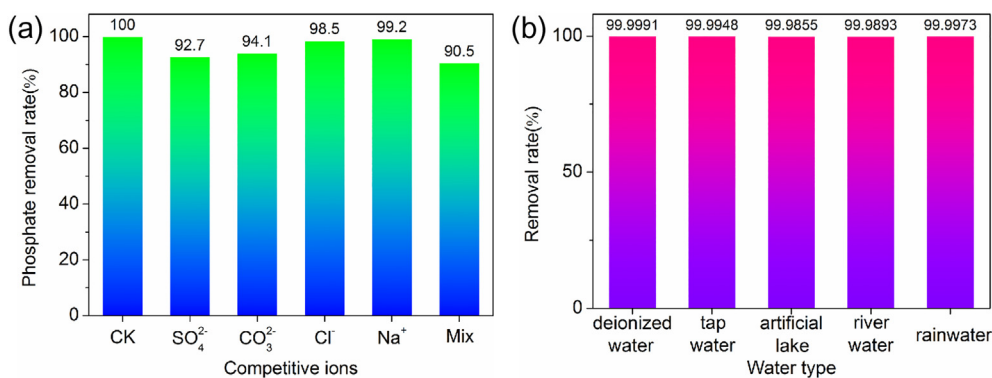 (a)
100
92.7
94.1
98.5
99.2
90.5
100
80
60
40
20
0
Phosphate removal rate(%)
CK
SO₄²⁻
CO₃²⁻
Cl⁻
Na⁺
Mix
Competitive ions
(b)
99.9991
99.9948
99.9855
99.9893
99.9973
100
50
0
Removal rate(%)
deionized
water
tap
water
artificial
lake
river
water
rainwater
Water type